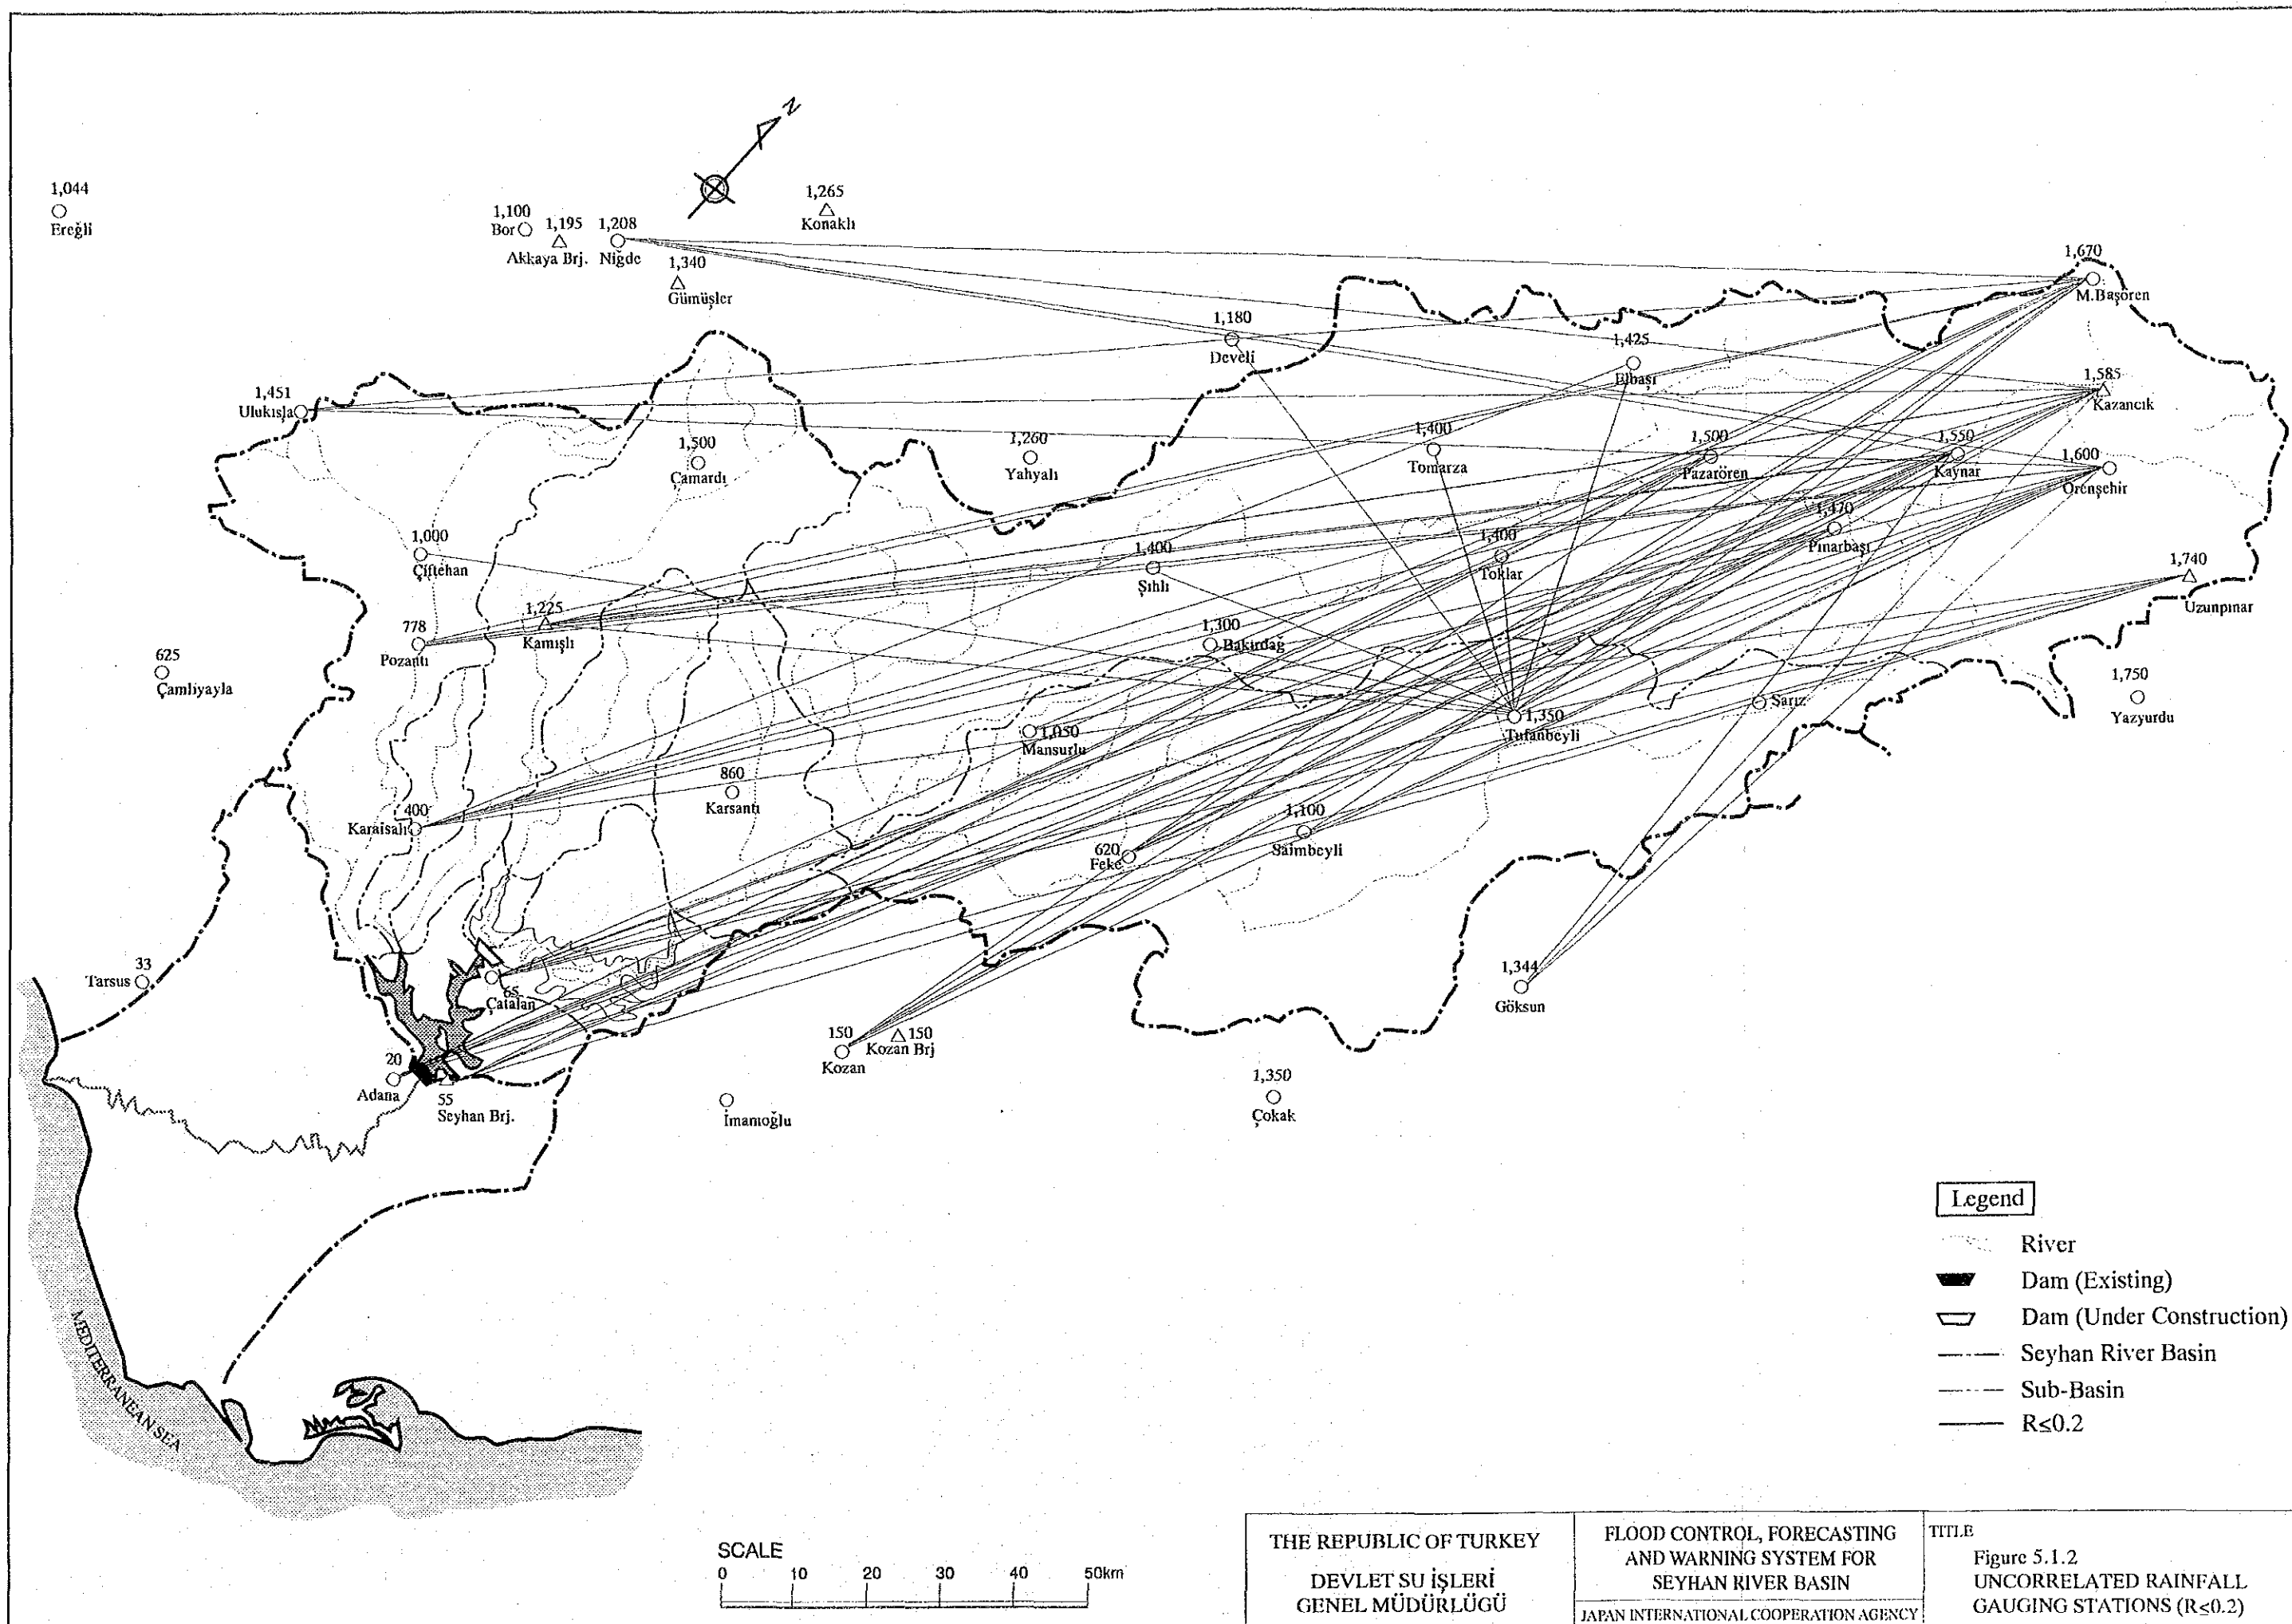 N
1,044
Ereğli
1,100
Bor
1,195
Akkaya Brj.
1,208
Niğde
1,340
Gümüşler
1,265
Konaklı
1,670
M.Başören
1,180
Develi
1,425
Elbaşı
1,585
Kazancık
1,451
Ulukışla
1,500
Çamardı
1,260
Yahyalı
1,400
Tomarza
1,500
Pazarören
1,550
Kaynar
1,600
Örenşehir
1,470
Pınarbaşı
1,000
Çiftehan
1,400
Şıhlı
1,400
Toklar
1,740
Uzunpınar
1,225
Kamışlı
778
Pozantı
1,300
Bakirdağ
625
Çamliyayla
1,750
Yazyurdu
Sarız
1,350
Tufanbeyli
1,050
Mansurlu
860
Karsantı
400
Karaisalı
1,100
Saimbeyli
620
Feke
33
Tarsus
65
Çatalan
1,344
Göksun
150
Kozan
150
Kozan Brj
20
Adana
55
Seyhan Brj.
İmamoğlu
1,350
Çokak
MEDITERRANEAN SEA
Legend
River
Dam (Existing)
Dam (Under Construction)
Seyhan River Basin
Sub-Basin
R≤0.2
SCALE
0 10 20 30 40 50km
THE REPUBLIC OF TURKEY
DEVLET SU İŞLERİ
GENEL MÜDÜRLÜGÜ
FLOOD CONTROL, FORECASTING
AND WARNING SYSTEM FOR
SEYHAN RIVER BASIN
JAPAN INTERNATIONAL COOPERATION AGENCY
TITLE
Figure 5.1.2
UNCORRELATED RAINFALL
GAUGING STATIONS (R≤0.2)